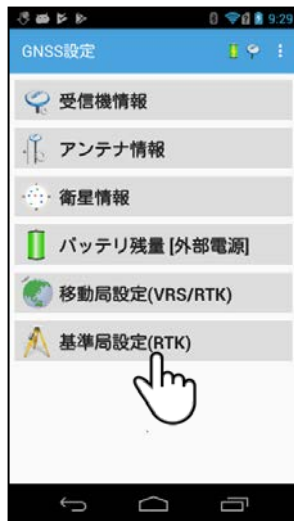 9:29
GNSS設定
受信機情報
アンテナ情報
衛星情報
バッテリ残量 [外部電源]
移動局設定(VRS/RTK)
基準局設定(RTK)